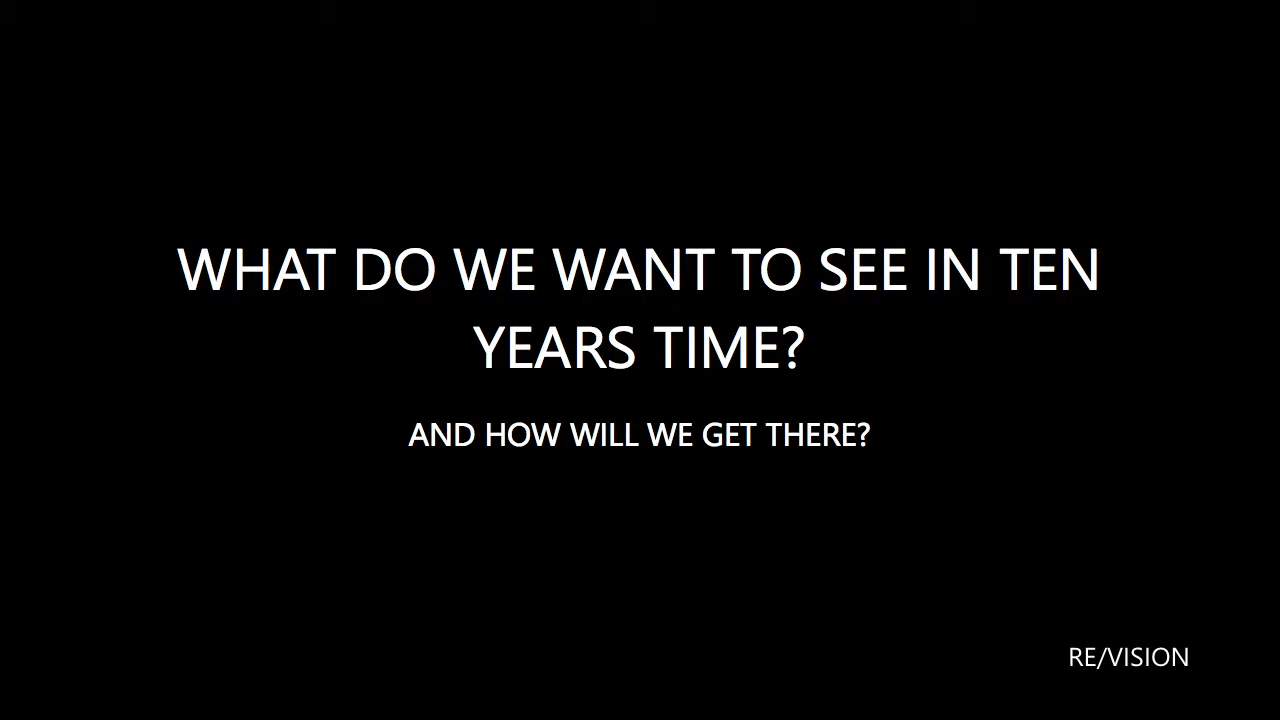 WHAT DO WE WANT TO SEE IN TEN
YEARS TIME?
AND HOW WILL WE GET THERE?
RE/VISION